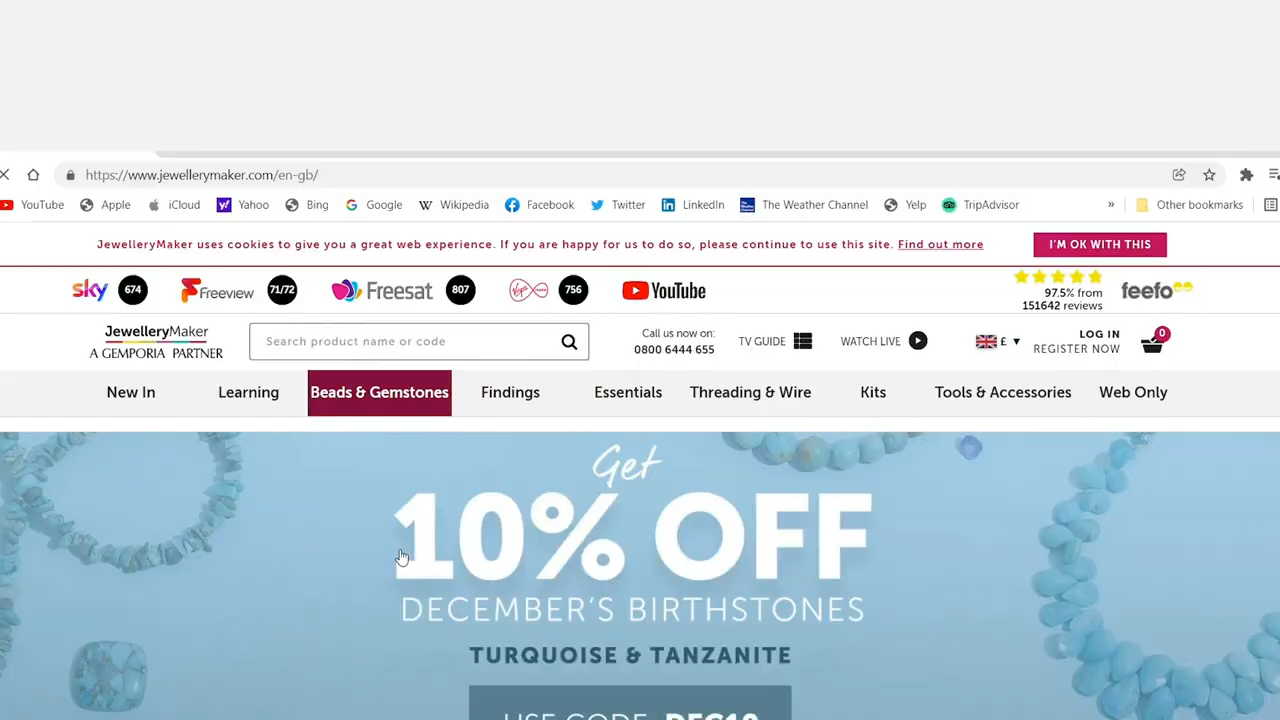 https://www.jewellerymaker.com/en-gb/
YouTube Apple iCloud Yahoo Bing Google Wikipedia Facebook Twitter LinkedIn The Weather Channel Yelp TripAdvisor » Other bookmarks
JewelleryMaker uses cookies to give you a great web experience. If you are happy for us to do so, please continue to use this site. Find out more I'M OK WITH THIS
sky 674 Freeview 71/72 freesat 807 Virgin media 756 YouTube
97.5% from
151642 reviews
feefo
JewelleryMaker
A GEMPORIA PARTNER
Search product name or code
Call us now on:
0800 6444 655
TV GUIDE WATCH LIVE £ ▼
LOG IN
REGISTER NOW
0
New In Learning Beads & Gemstones Findings Essentials Threading & Wire Kits Tools & Accessories Web Only
Get
10% OFF
DECEMBER'S BIRTHSTONES
TURQUOISE & TANZANITE
USE CODE DEC10